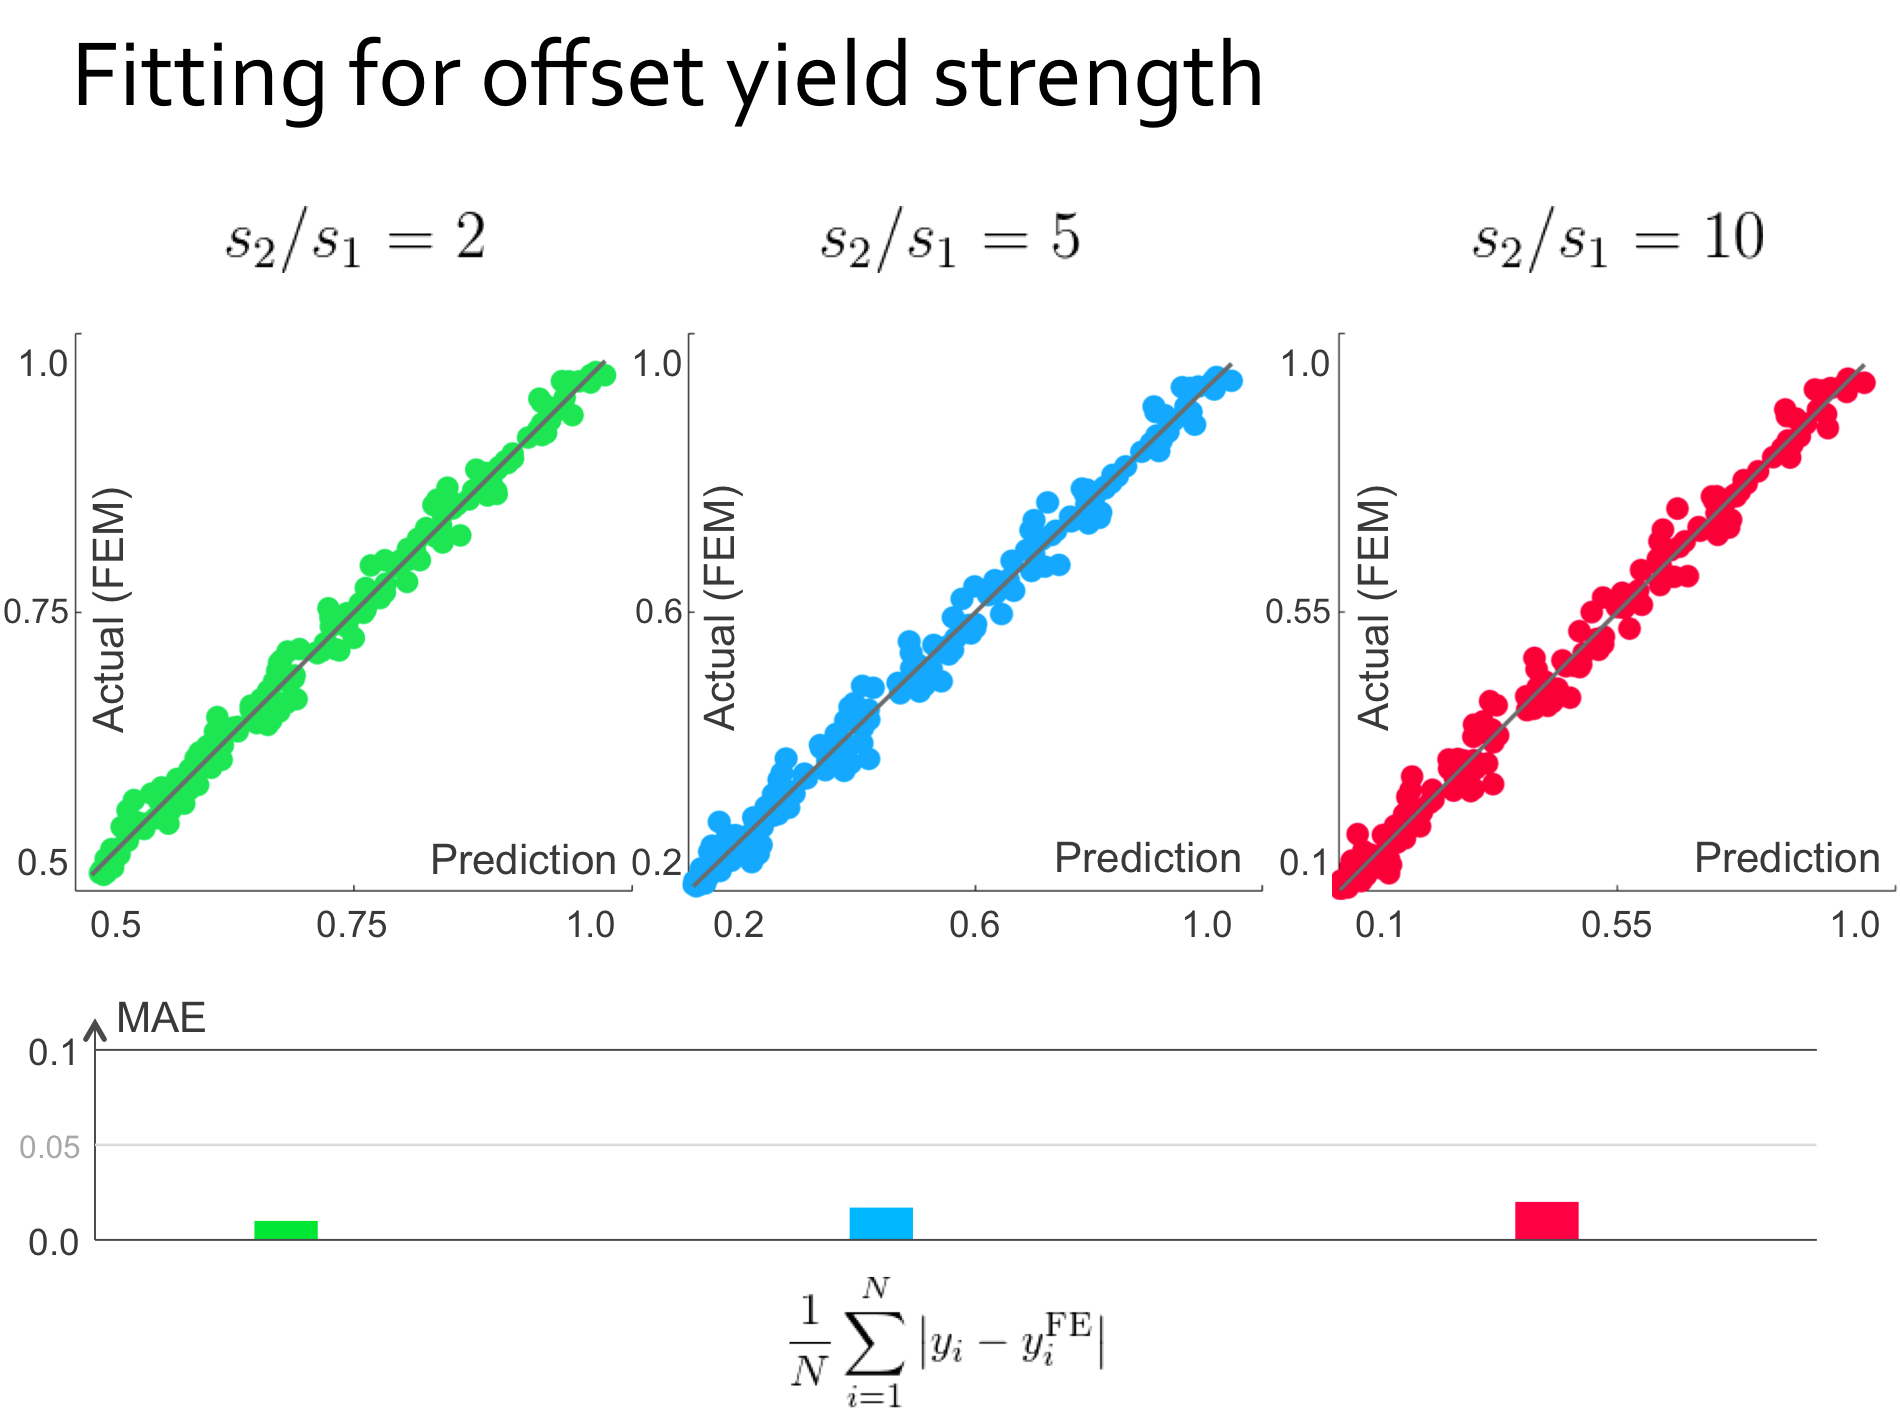 Fitting for offset yield strength
s₂/s₁ = 2
s₂/s₁ = 5
s₂/s₁ = 10
1.0
0.75
0.5
Actual (FEM)
Prediction
0.5 0.75 1.0
1.0
0.6
0.2
Actual (FEM)
Prediction
0.2 0.6 1.0
1.0
0.55
0.1
Actual (FEM)
Prediction
0.1 0.55 1.0
MAE
0.1
0.05
0.0
\frac{1}{N} \sum_{i=1}^{N} |y_i − y_i^{FE}|